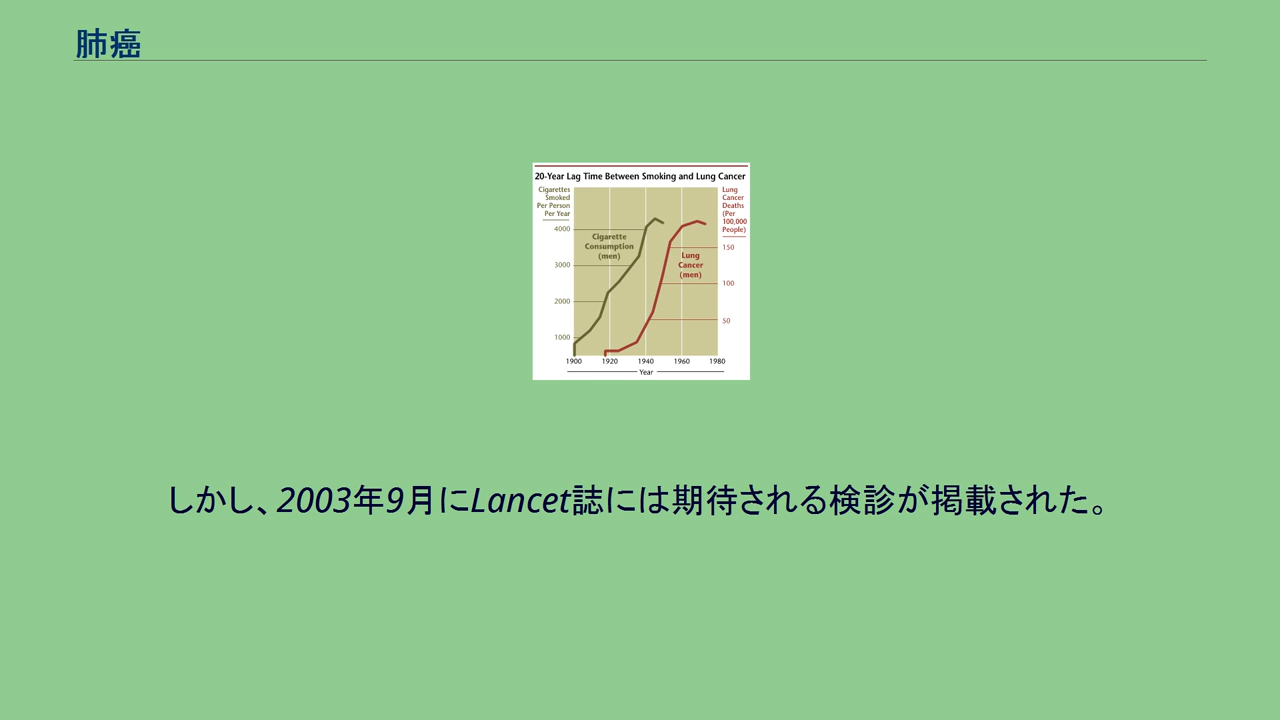 肺癌
20-Year Lag Time Between Smoking and Lung Cancer
Cigarettes
Smoked
Per Person
Per Year
4000
3000
2000
1000
Cigarette
Consumption
(men)
Lung
Cancer
(men)
Lung
Cancer
Deaths
(Per
100,000
People)
150
100
50
1900 1920 1940 1960 1980
Year
しかし、2003年9月にLancet誌には期待される検診が掲載された。